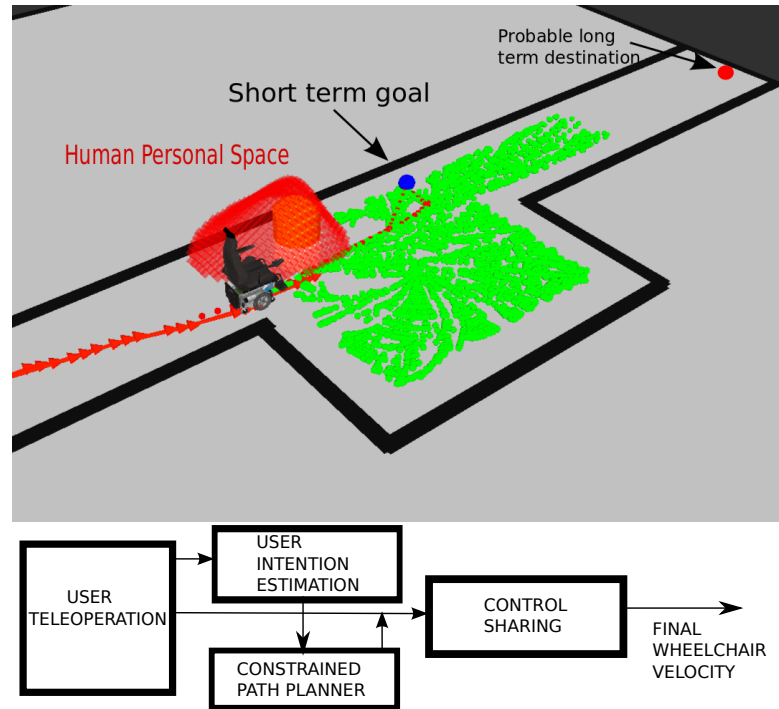 Probable long
term destination
Short term goal
Human Personal Space
USER
TELEOPERATION
USER
INTENTION
ESTIMATION
CONSTRAINED
PATH PLANNER
CONTROL
SHARING
FINAL
WHEELCHAIR
VELOCITY